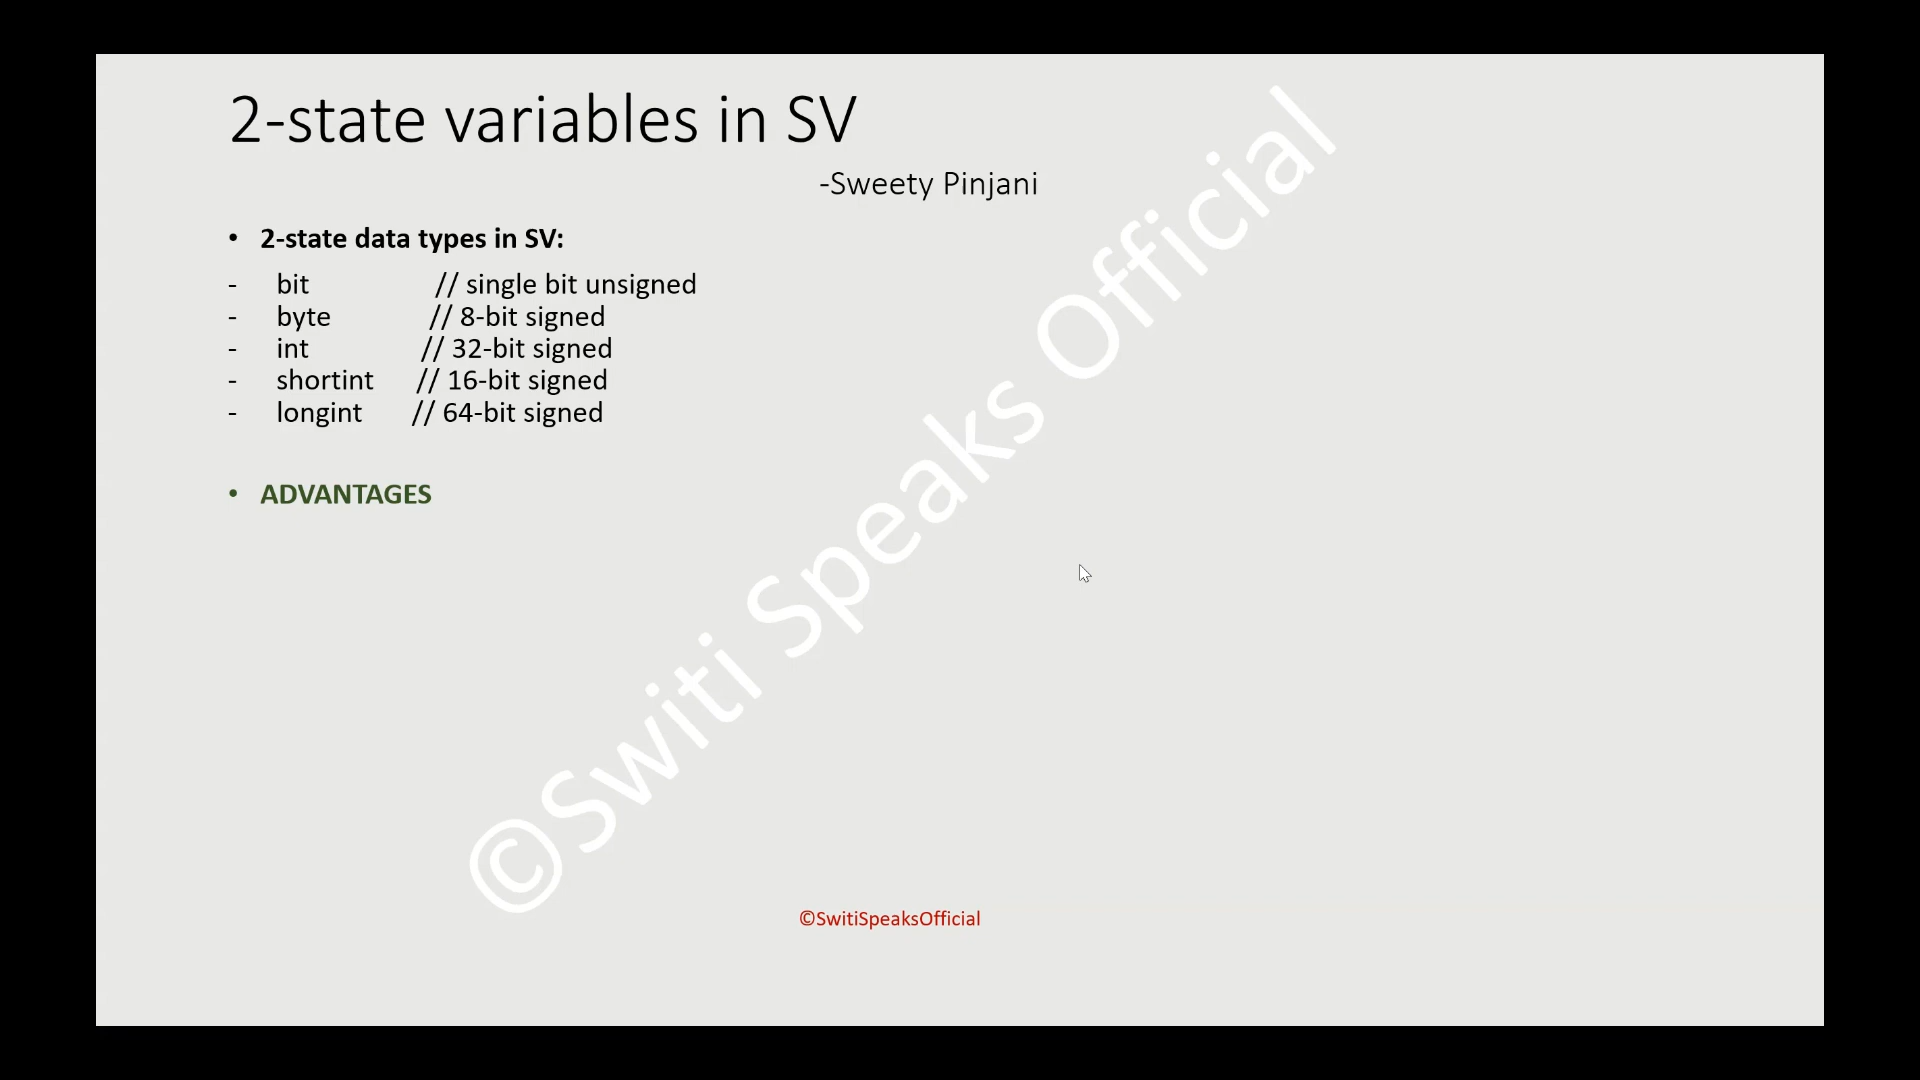 2-state variables in SV
-Sweety Pinjani
• 2-state data types in SV:
- bit // single bit unsigned
- byte // 8-bit signed
- int // 32-bit signed
- shortint // 16-bit signed
- longint // 64-bit signed
• ADVANTAGES
©Switi Speaks Official
©SwitiSpeaksOfficial